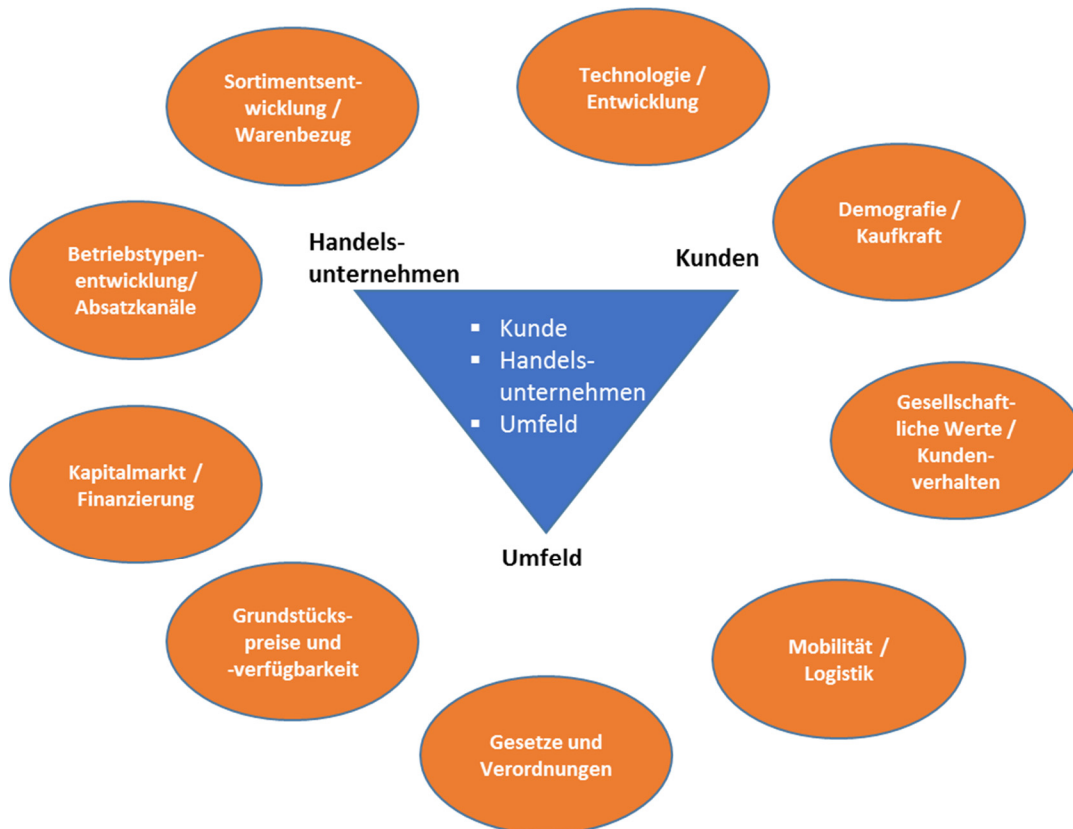 Sortimentsent-
wicklung /
Warenbezug
Technologie /
Entwicklung
Demografie /
Kaufkraft
Betriebstypen-
entwicklung/
Absatzkanäle
Handels-
unternehmen
Kunden
▪ Kunde
▪ Handels-
unternehmen
▪ Umfeld
Gesellschaft-
liche Werte /
Kunden-
verhalten
Kapitalmarkt /
Finanzierung
Umfeld
Grundstücks-
preise und
-verfügbarkeit
Mobilität /
Logistik
Gesetze und
Verordnungen